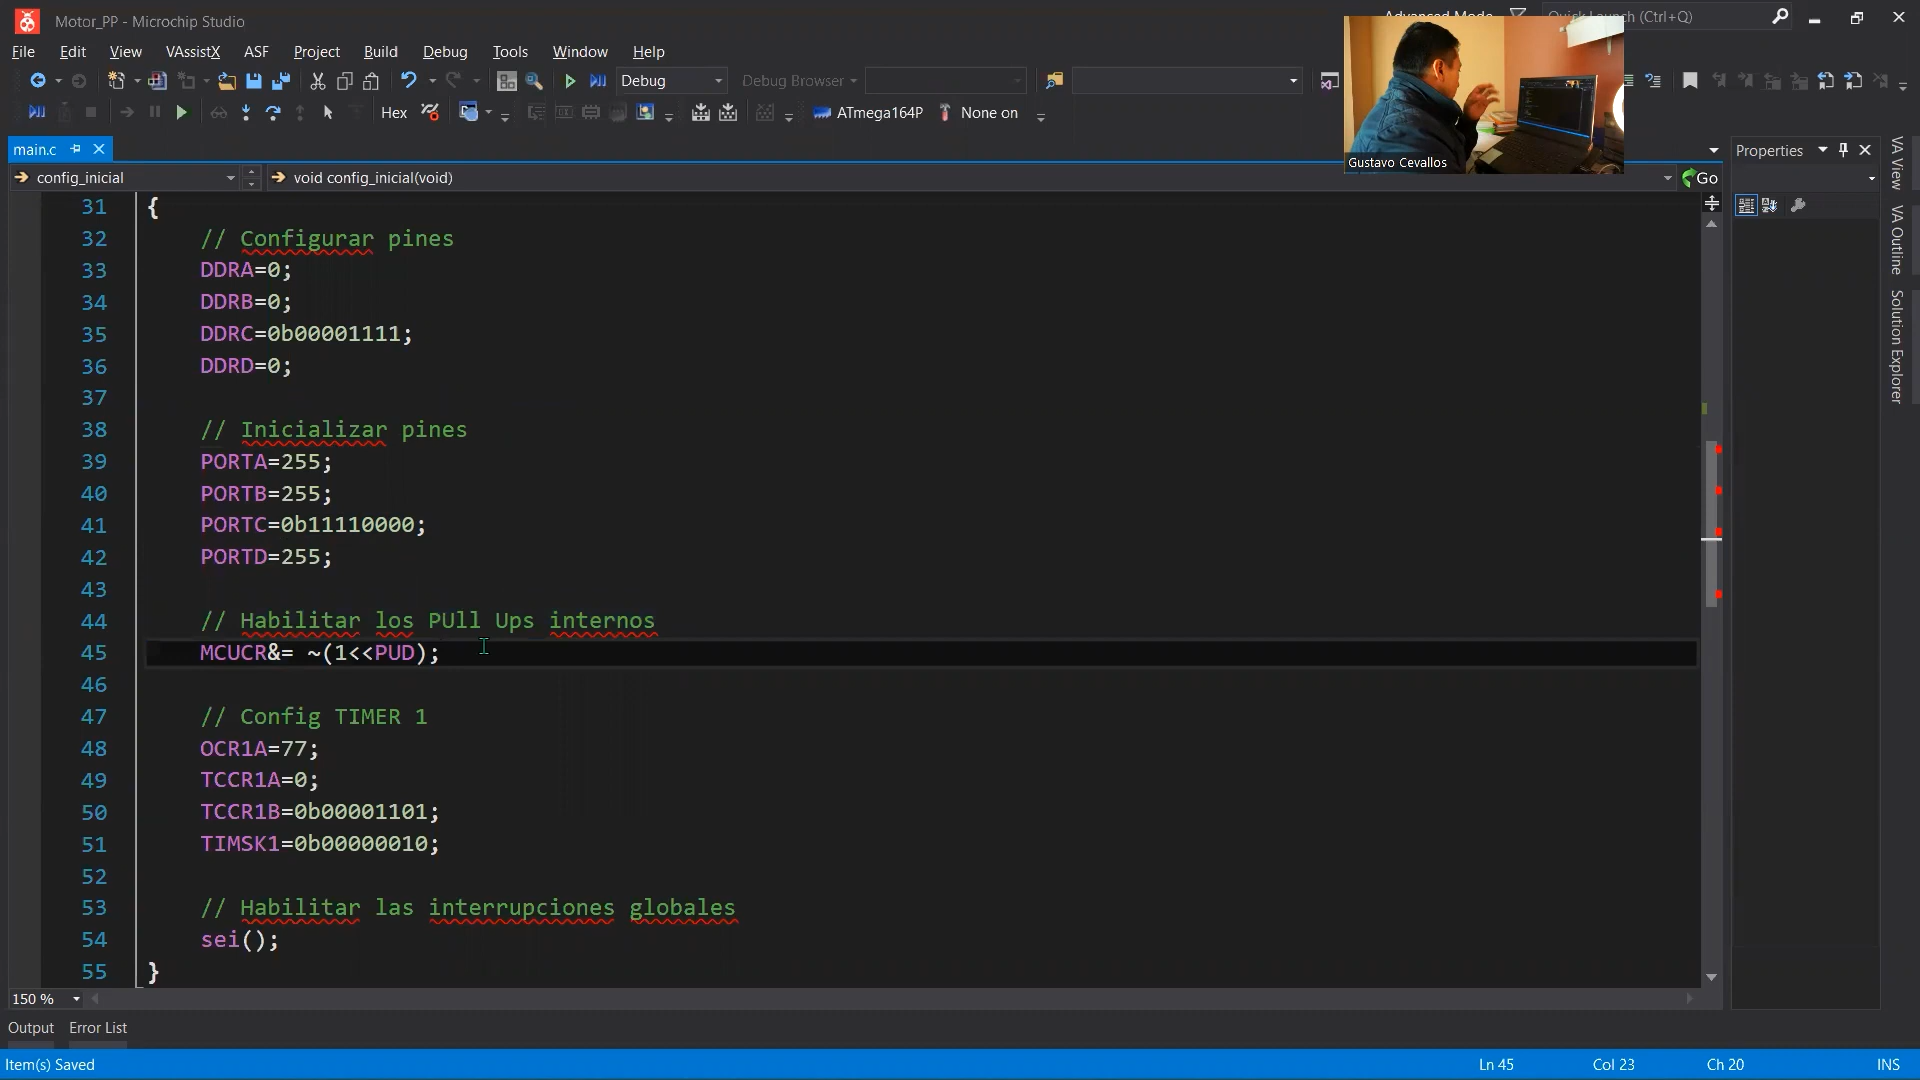 Motor_PP - Microchip Studio
Quick Launch (Ctrl+Q)
File Edit View VAssistX ASF Project Build Debug Tools Window Help
Debug Debug Browser
Hex ATmega164P None on
main.c
config_inicial void config_inicial(void) Go
31 {
32 // Configurar pines
33 DDRA=0;
34 DDRB=0;
35 DDRC=0b00001111;
36 DDRD=0;
37
38 // Inicializar pines
39 PORTA=255;
40 PORTB=255;
41 PORTC=0b11110000;
42 PORTD=255;
43
44 // Habilitar los PUll Ups internos
45 MCUCR&= ~(1<<PUD);
46
47 // Config TIMER 1
48 OCR1A=77;
49 TCCR1A=0;
50 TCCR1B=0b00001101;
51 TIMSK1=0b00000010;
52
53 // Habilitar las interrupciones globales
54 sei();
55 }
150 %
Output Error List
Item(s) Saved Ln 45 Col 23 Ch 20 INS
Gustavo Cevallos
Properties
VA View
VA Outline
Solution Explorer